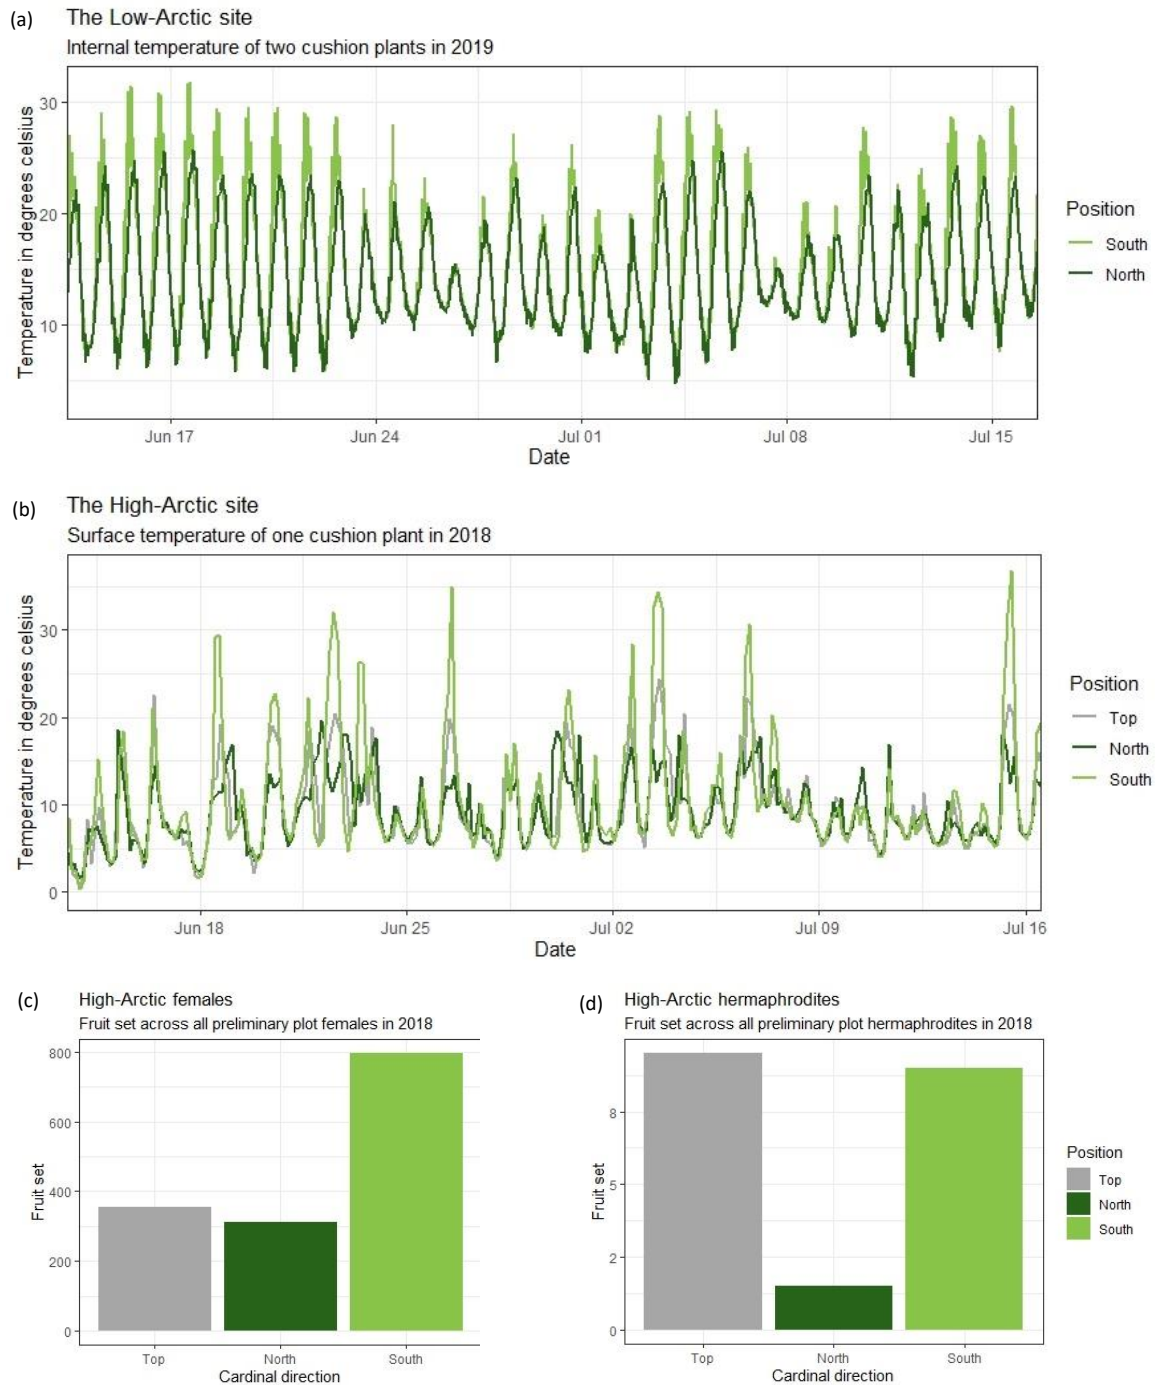 (a)
The Low-Arctic site
Internal temperature of two cushion plants in 2019
Temperature in degrees celsius
30
20
10
Jun 17
Jun 24
Jul 01
Jul 08
Jul 15
Date
Position
South
North
(b)
The High-Arctic site
Surface temperature of one cushion plant in 2018
Temperature in degrees celsius
30
20
10
0
Jun 18
Jun 25
Jul 02
Jul 09
Jul 16
Date
Position
Top
North
South
(c)
High-Arctic females
Fruit set across all preliminary plot females in 2018
Fruit set
800
600
400
200
0
Top
North
South
Cardinal direction
(d)
High-Arctic hermaphrodites
Fruit set across all preliminary plot hermaphrodites in 2018
Fruit set
8
5
2
0
Top
North
South
Cardinal direction
Position
Top
North
South